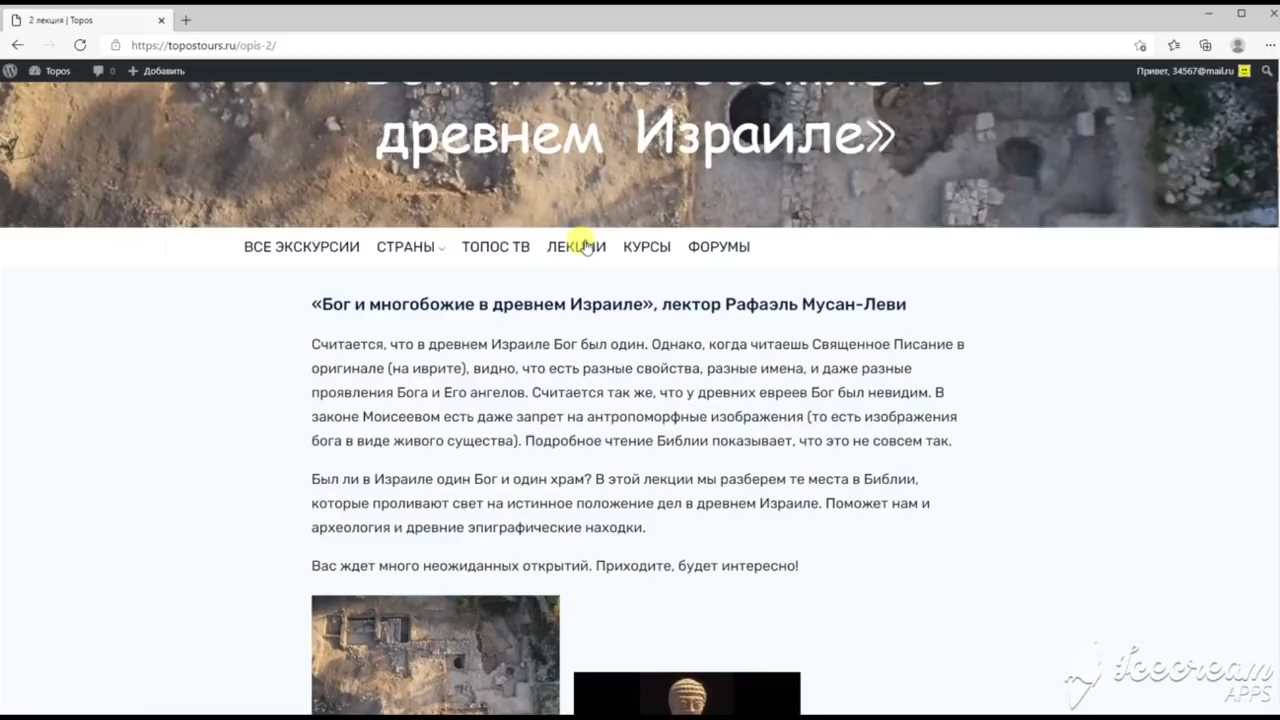 2 лекция | Topos
https://topostours.ru/opis-2/
Topos 0 Добавить Привет, 34567@mail.ru
древнем Израиле»
ВСЕ ЭКСКУРСИИ СТРАНЫ ТОПОС ТВ ЛЕКЦИИ КУРСЫ ФОРУМЫ
«Бог и многобожие в древнем Израиле», лектор Рафаэль Мусан-Леви
Считается, что в древнем Израиле Бог был один. Однако, когда читаешь Священное Писание в
оригинале (на иврите), видно, что есть разные свойства, разные имена, и даже разные
проявления Бога и Его ангелов. Считается так же, что у древних евреев Бог был невидим. В
законе Моисеевом есть даже запрет на антропоморфные изображения (то есть изображения
бога в виде живого существа). Подробное чтение Библии показывает, что это не совсем так.
Был ли в Израиле один Бог и один храм? В этой лекции мы разберем те места в Библии,
которые проливают свет на истинное положение дел в древнем Израиле. Поможет нам и
археология и древние эпиграфические находки.
Вас ждет много неожиданных открытий. Приходите, будет интересно!
Icecream
APPS